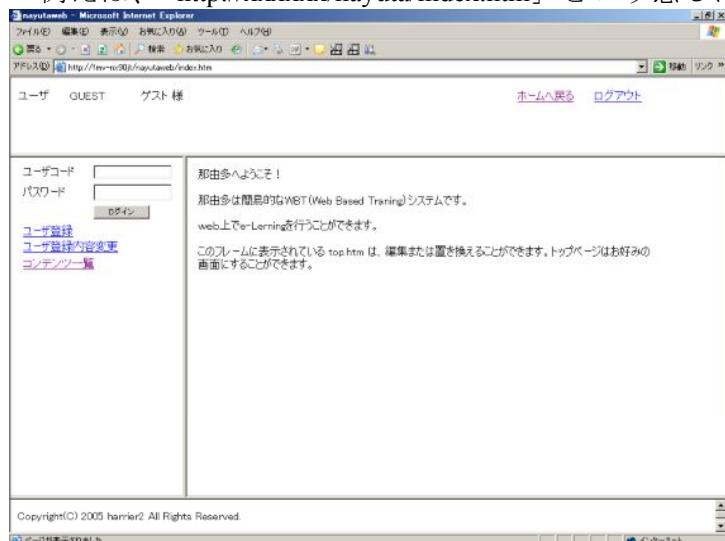 nayutaweb - Microsoft Internet Explorer
ファイル(F) 編集(E) 表示(V) お気に入り(A) ツール(T) ヘルプ(H)
戻る 検索 お気に入り
アドレス(D) index.htm 移動 リンク »
ユーザ GUEST ゲスト 様 ホームへ戻る ログアウト
ユーザコード
パスワード
ログイン
ユーザ登録
ユーザ登録内容変更
コンテンツ一覧
那由多へようこそ！
那由多は簡易的なWBT(Web Based Traning)システムです。
web上でe-Lerningを行うことができます。
このフレームに表示されている top.htm は、編集または置き換えることができます。トップページはお好みの
画面にすることができます。
Copyright(C) 2005 harrier2 All Rights Reserved.